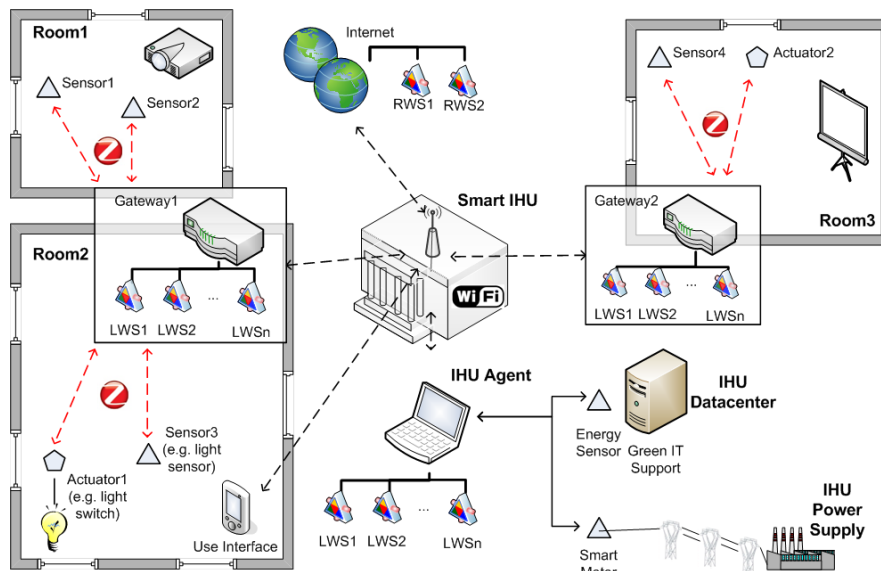 Room1
Sensor1
Sensor2
Internet
RWS1
RWS2
Sensor4
Actuator2
Gateway1
Smart IHU
Gateway2
Room3
Room2
Wi Fi
LWS1
LWS2
...
LWSn
LWS1
LWS2
...
LWSn
IHU Agent
IHU
Datacenter
Energy
Sensor
Green IT
Support
Sensor3
(e.g. light
sensor)
Actuator1
(e.g. light
switch)
Use Interface
LWS1
LWS2
...
LWSn
IHU
Power
Supply
Smart